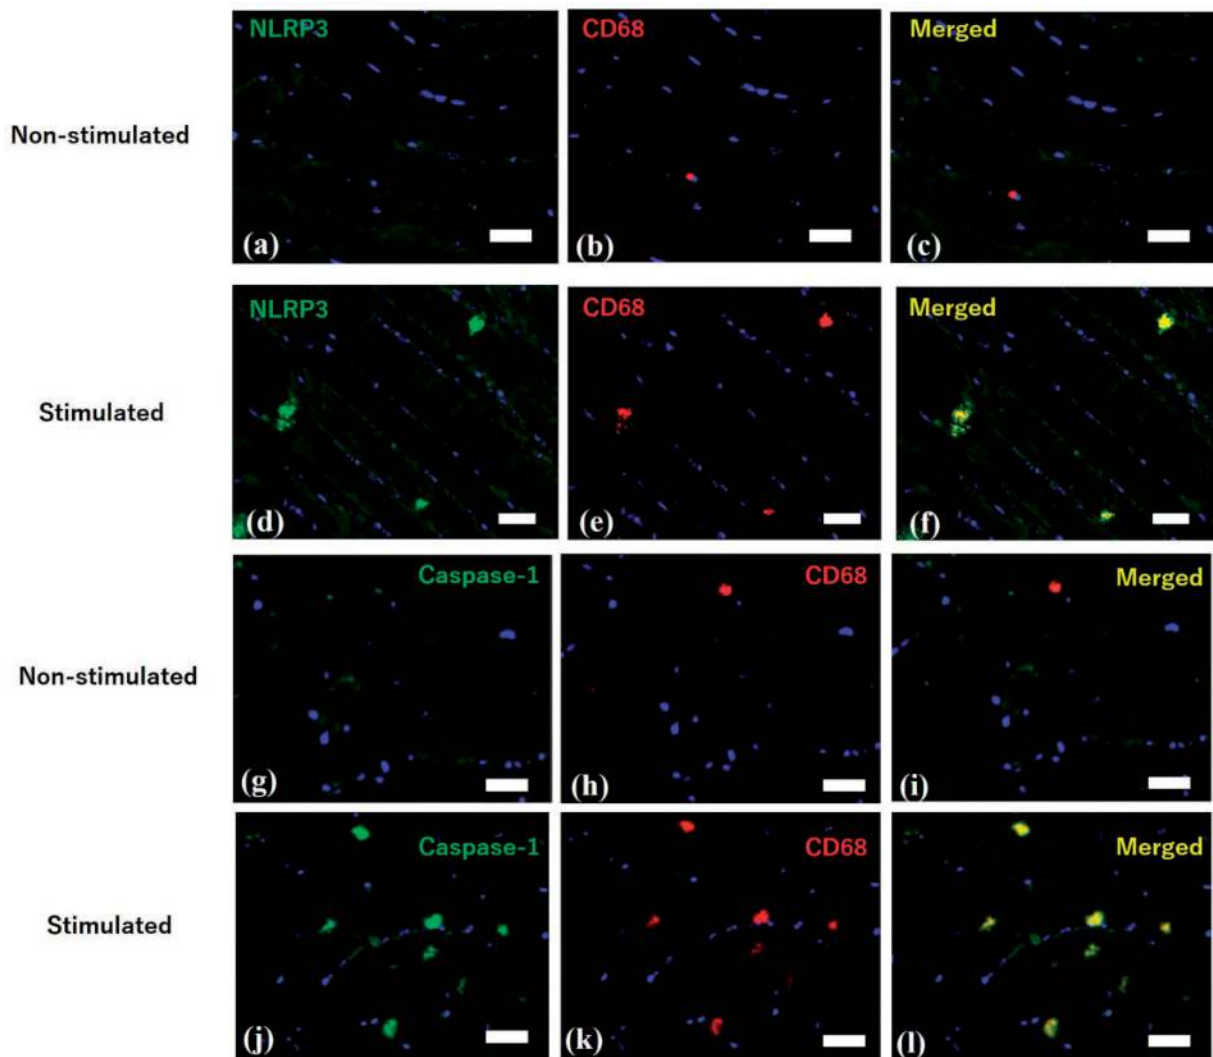 NLRP3 CD68 Merged
Non-stimulated
(a) (b) (c)
NLRP3 CD68 Merged
Stimulated
(d) (e) (f)
Caspase-1 CD68 Merged
Non-stimulated
(g) (h) (i)
Caspase-1 CD68 Merged
Stimulated
(j) (k) (l)